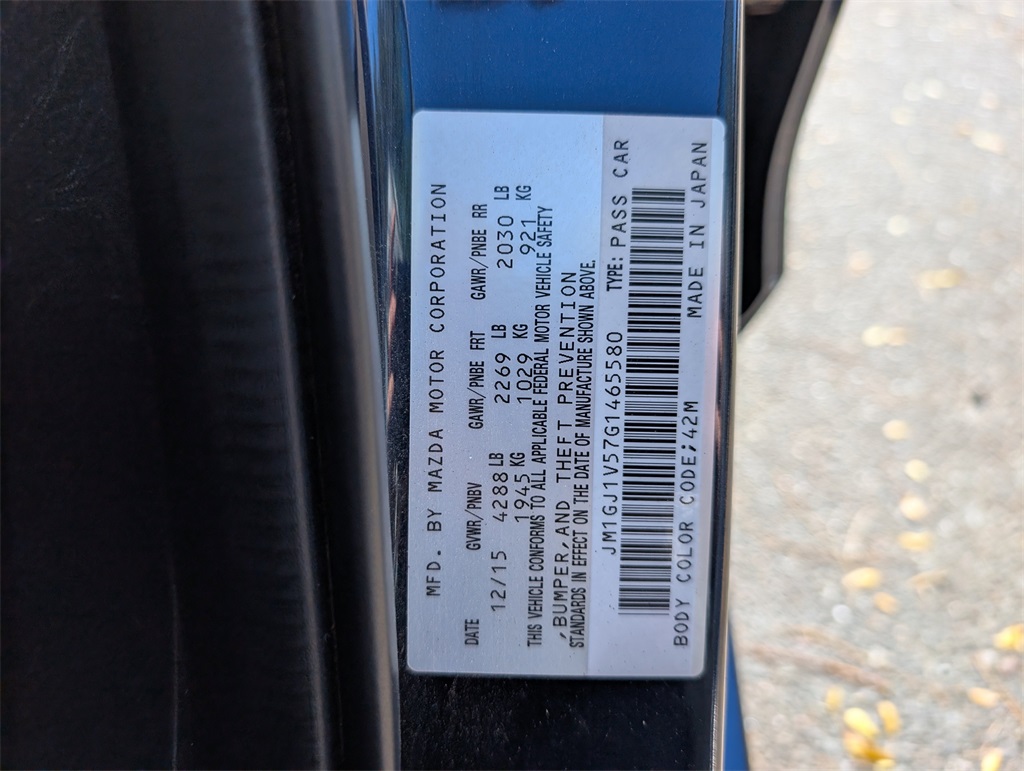 MFD. BY MAZDA MOTOR CORPORATION
DATE GVWR/PNBV GAWR/PNBE FRT GAWR/PNBE RR
12/15 4288 LB 2269 LB 2030 LB
1945 KG 1029 KG 921 KG
THIS VEHICLE CONFORMS TO ALL APPLICABLE FEDERAL MOTOR VEHICLE SAFETY
,BUMPER,AND THEFT PREVENTION
STANDARDS IN EFFECT ON THE DATE OF MANUFACTURE SHOWN ABOVE.
JM1GJ1V57G1465580 TYPE: PASS CAR
BODY COLOR CODE;42M MADE IN JAPAN